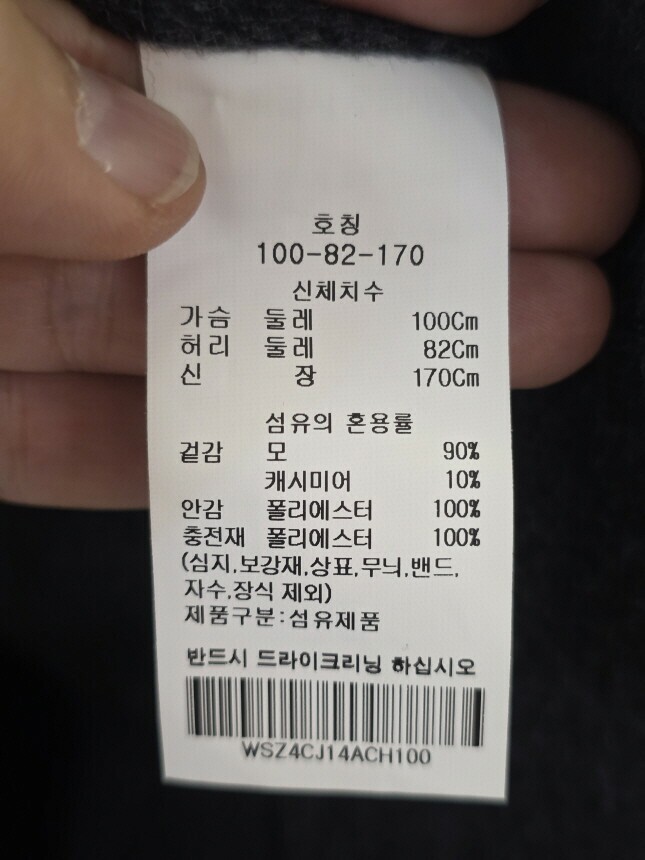 호칭
100-82-170
신체치수
가슴 둘레 100Cm
허리 둘레 82Cm
신 장 170Cm
섬유의 혼용률
겉감 모 90%
캐시미어 10%
안감 폴리에스터 100%
충전재 폴리에스터 100%
(심지,보강재,상표,무늬,밴드,
자수,장식 제외)
제품구분:섬유제품
반드시 드라이크리닝 하십시오
WSZ4CJ14ACH100